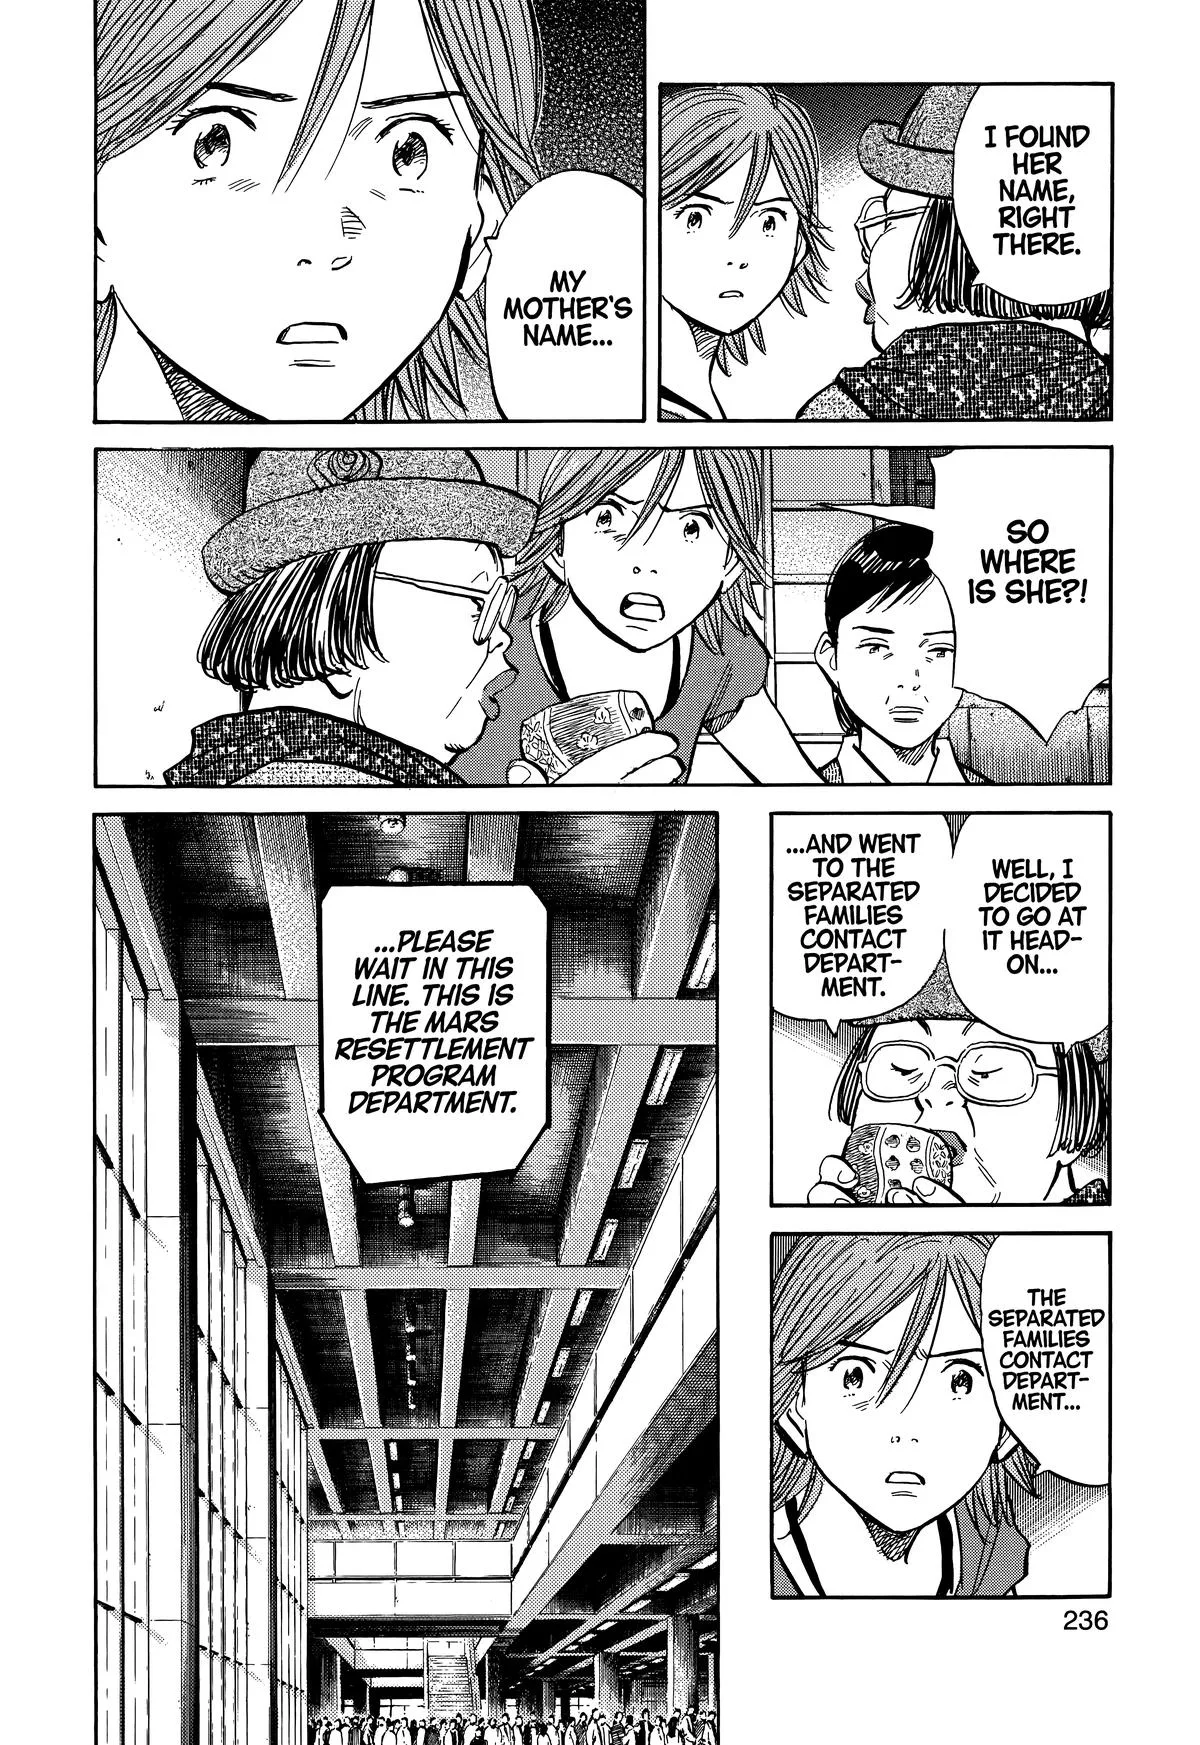 I FOUND
HER
NAME,
RIGHT
THERE.
MY
MOTHER'S
NAME...
SO
WHERE
IS SHE?!
WELL, I
DECIDED
TO GO AT
IT HEAD-
ON...
...AND WENT
TO THE
SEPARATED
FAMILIES
CONTACT
DEPART-
MENT.
THE
SEPARATED
FAMILIES
CONTACT
DEPART-
MENT...
...PLEASE
WAIT IN THIS
LINE. THIS IS
THE MARS
RESETTLEMENT
PROGRAM
DEPARTMENT.
236